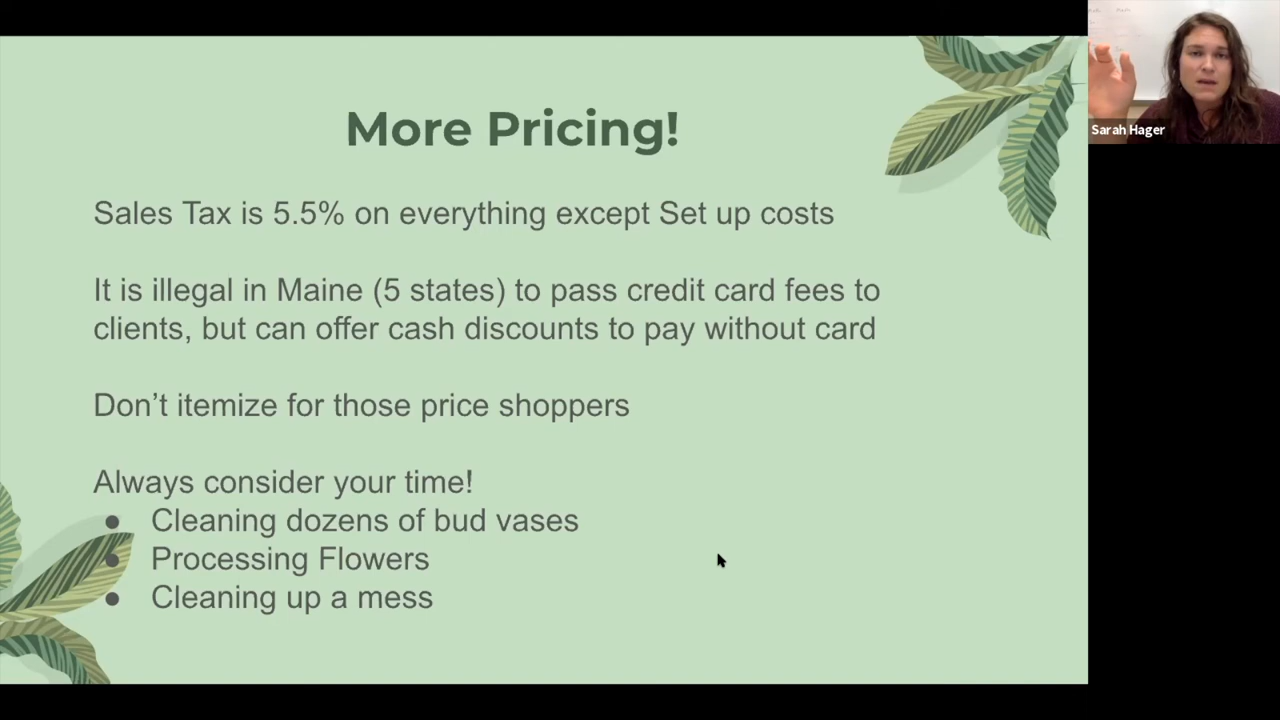 More Pricing!
Sales Tax is 5.5% on everything except Set up costs
It is illegal in Maine (5 states) to pass credit card fees to
clients, but can offer cash discounts to pay without card
Don’t itemize for those price shoppers
Always consider your time!
● Cleaning dozens of bud vases
● Processing Flowers
● Cleaning up a mess
Sarah Hager